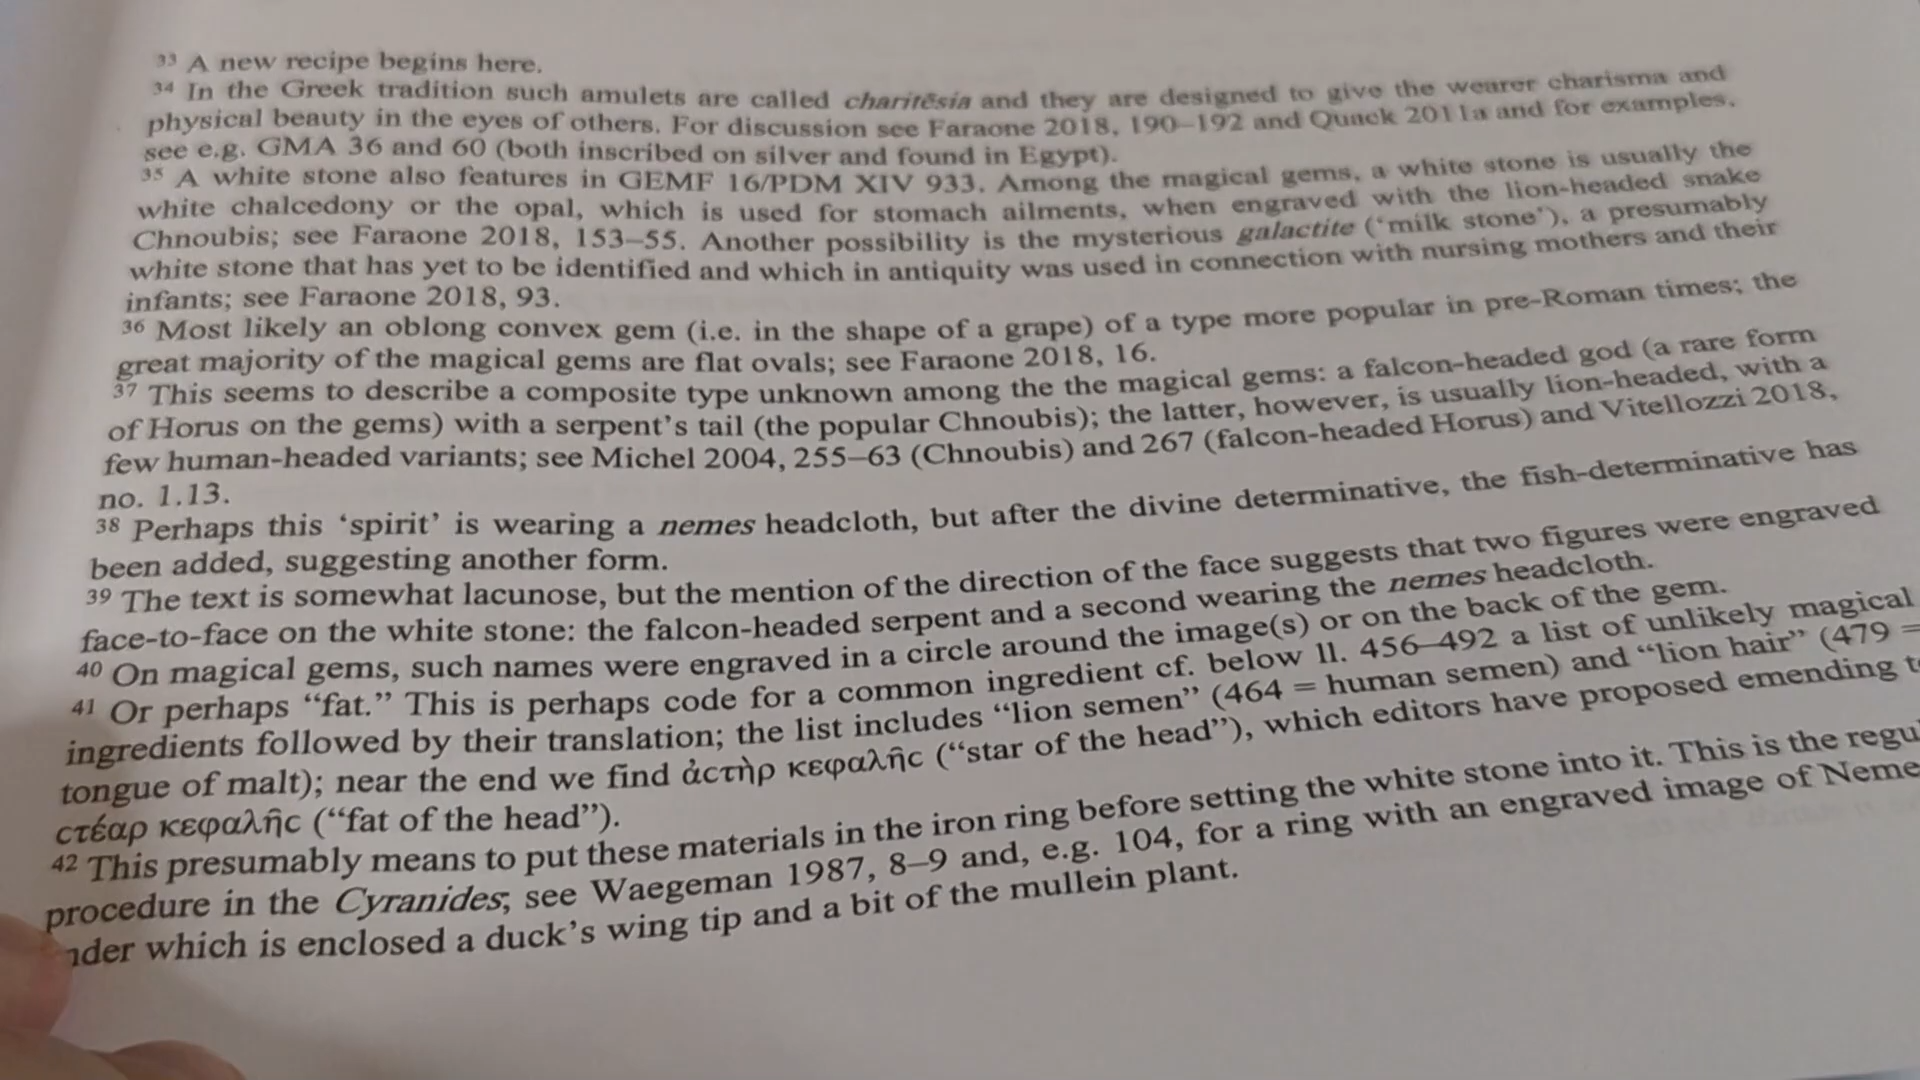 33 A new recipe begins here.
34 In the Greek tradition such amulets are called charitēsia and they are designed to give the wearer charisma and
physical beauty in the eyes of others. For discussion see Faraone 2018, 190–192 and Quack 2011a and for examples,
see e.g. GMA 36 and 60 (both inscribed on silver and found in Egypt).
35 A white stone also features in GEMF 16/PDM XIV 933. Among the magical gems, a white stone is usually the
white chalcedony or the opal, which is used for stomach ailments, when engraved with the lion-headed snake
Chnoubis; see Faraone 2018, 153–55. Another possibility is the mysterious galactite (‘milk stone’), a presumably
white stone that has yet to be identified and which in antiquity was used in connection with nursing mothers and their
infants; see Faraone 2018, 93.
36 Most likely an oblong convex gem (i.e. in the shape of a grape) of a type more popular in pre-Roman times; the
great majority of the magical gems are flat ovals; see Faraone 2018, 16.
37 This seems to describe a composite type unknown among the the magical gems: a falcon-headed god (a rare form
of Horus on the gems) with a serpent’s tail (the popular Chnoubis); the latter, however, is usually lion-headed, with a
few human-headed variants; see Michel 2004, 255–63 (Chnoubis) and 267 (falcon-headed Horus) and Vitellozzi 2018,
no. 1.13.
38 Perhaps this ‘spirit’ is wearing a nemes headcloth, but after the divine determinative, the fish-determinative has
been added, suggesting another form.
39 The text is somewhat lacunose, but the mention of the direction of the face suggests that two figures were engraved
face-to-face on the white stone: the falcon-headed serpent and a second wearing the nemes headcloth.
40 On magical gems, such names were engraved in a circle around the image(s) or on the back of the gem.
41 Or perhaps “fat.” This is perhaps code for a common ingredient cf. below ll. 456–492 a list of unlikely magical
ingredients followed by their translation; the list includes “lion semen” (464 = human semen) and “lion hair” (479 =
tongue of malt); near the end we find ἀϲτὴρ κεφαλῆϲ (“star of the head”), which editors have proposed emending t
ϲτέαρ κεφαλῆϲ (“fat of the head”).
42 This presumably means to put these materials in the iron ring before setting the white stone into it. This is the regu
procedure in the Cyranides; see Waegeman 1987, 8–9 and, e.g. 104, for a ring with an engraved image of Neme
nder which is enclosed a duck’s wing tip and a bit of the mullein plant.